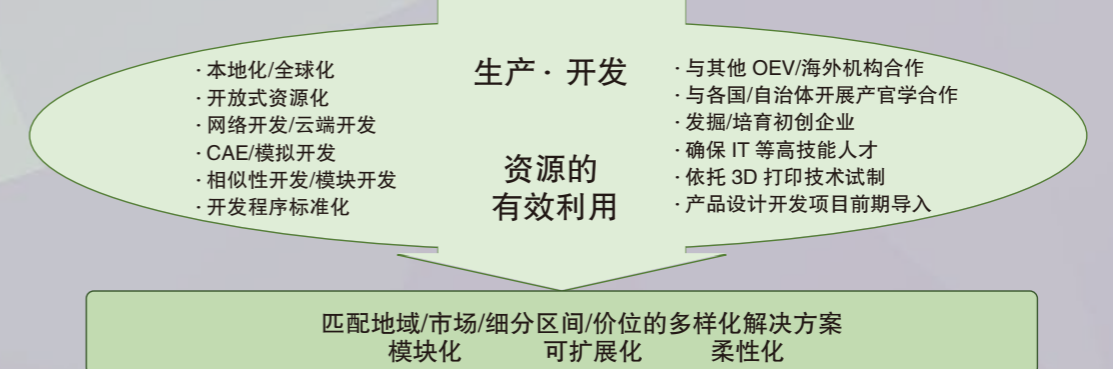 · 本地化/全球化
· 开放式资源化
· 网络开发/云端开发
· CAE/模拟开发
· 相似性开发/模块开发
· 开发程序标准化
生产 · 开发
资源的
有效利用
· 与其他 OEV/海外机构合作
· 与各国/自治体开展产官学合作
· 发掘/培育初创企业
· 确保 IT 等高技能人才
· 依托 3D 打印技术试制
· 产品设计开发项目前期导入
匹配地域/市场/细分区间/价位的多样化解决方案
模块化 可扩展化 柔性化